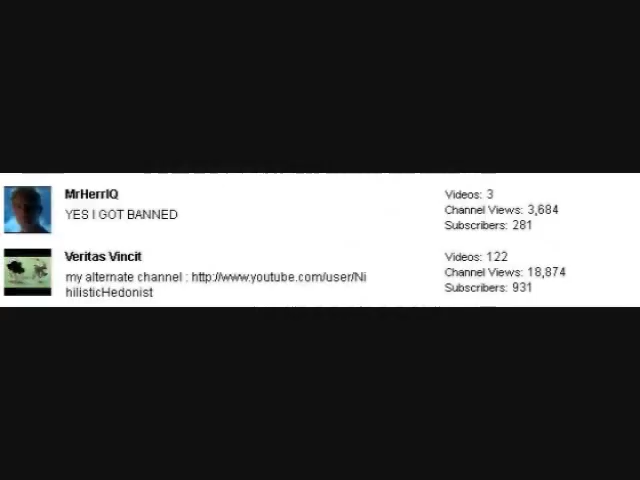 MrHerrIQ
YES I GOT BANNED
Videos: 3
Channel Views: 3,684
Subscribers: 281
Veritas Vincit
my alternate channel : http://www.youtube.com/user/Ni
hilisticHedonist
Videos: 122
Channel Views: 18,874
Subscribers: 931